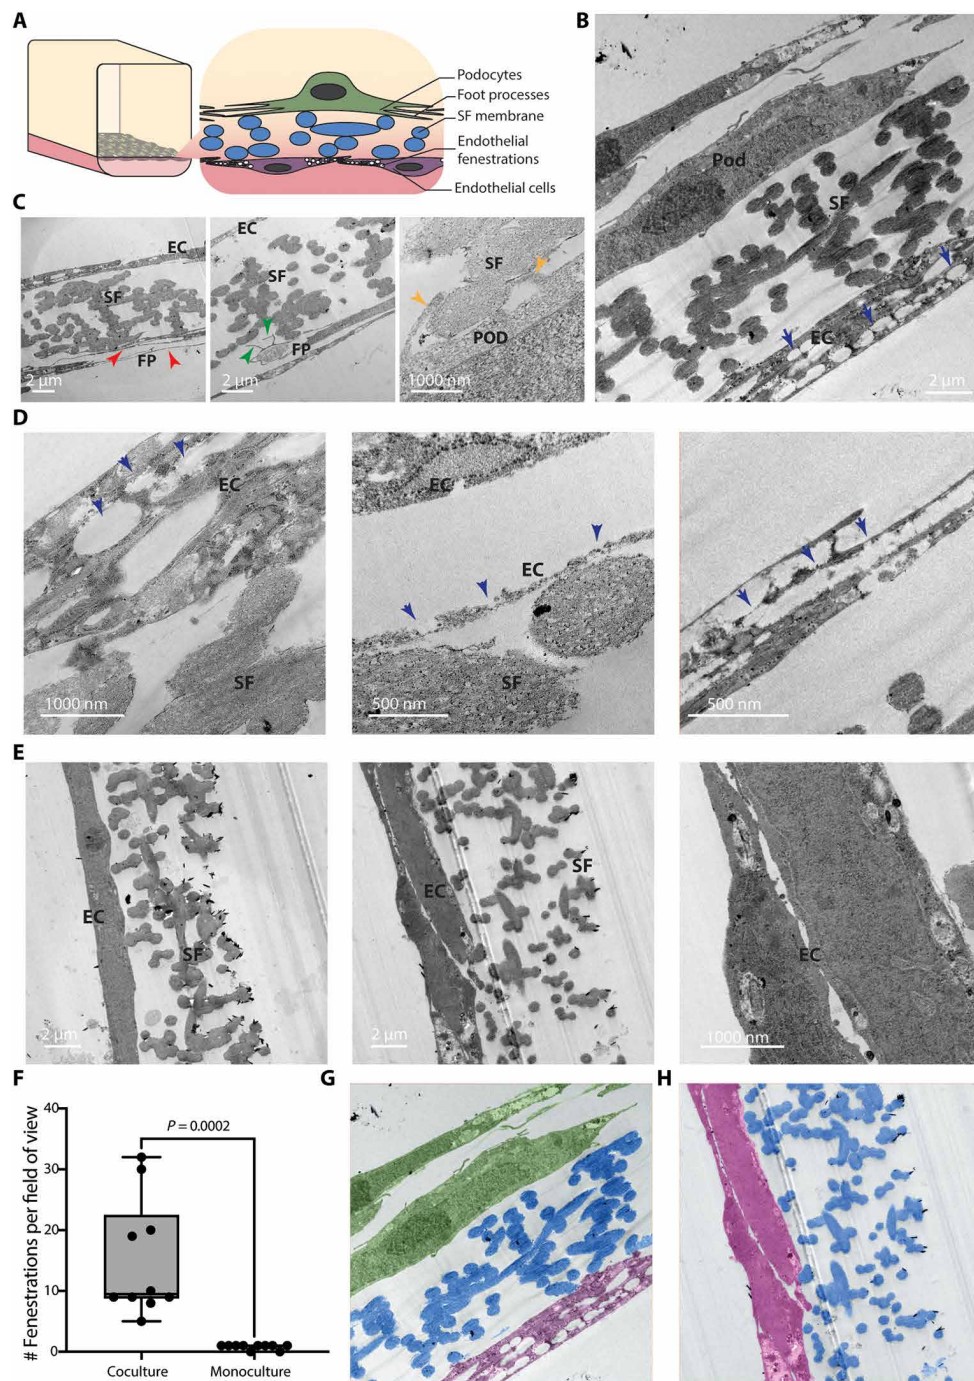 A
Podocytes
Foot processes
SF membrane
Endothelial
fenestrations
Endothelial cells
B
Pod
SF
EC
2 µm
C
EC
SF
FP
2 µm
EC
SF
FP
2 µm
SF
POD
1000 nm
D
EC
SF
1000 nm
EC
EC
SF
500 nm
500 nm
E
EC
SF
2 µm
EC
SF
2 µm
EC
1000 nm
F
# Fenestrations per field of view
40
30
20
10
0
P = 0.0002
Coculture
Monoculture
G
H